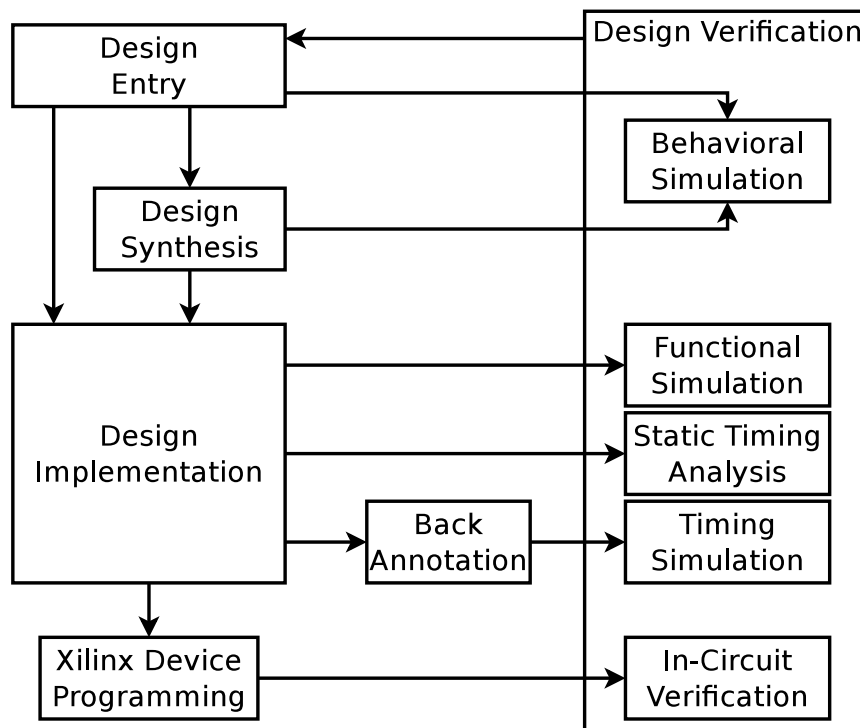 Design
Entry
Design Verification
Behavioral
Simulation
Design
Synthesis
Functional
Simulation
Design
Implementation
Static Timing
Analysis
Back
Annotation
Timing
Simulation
Xilinx Device
Programming
In-Circuit
Verification